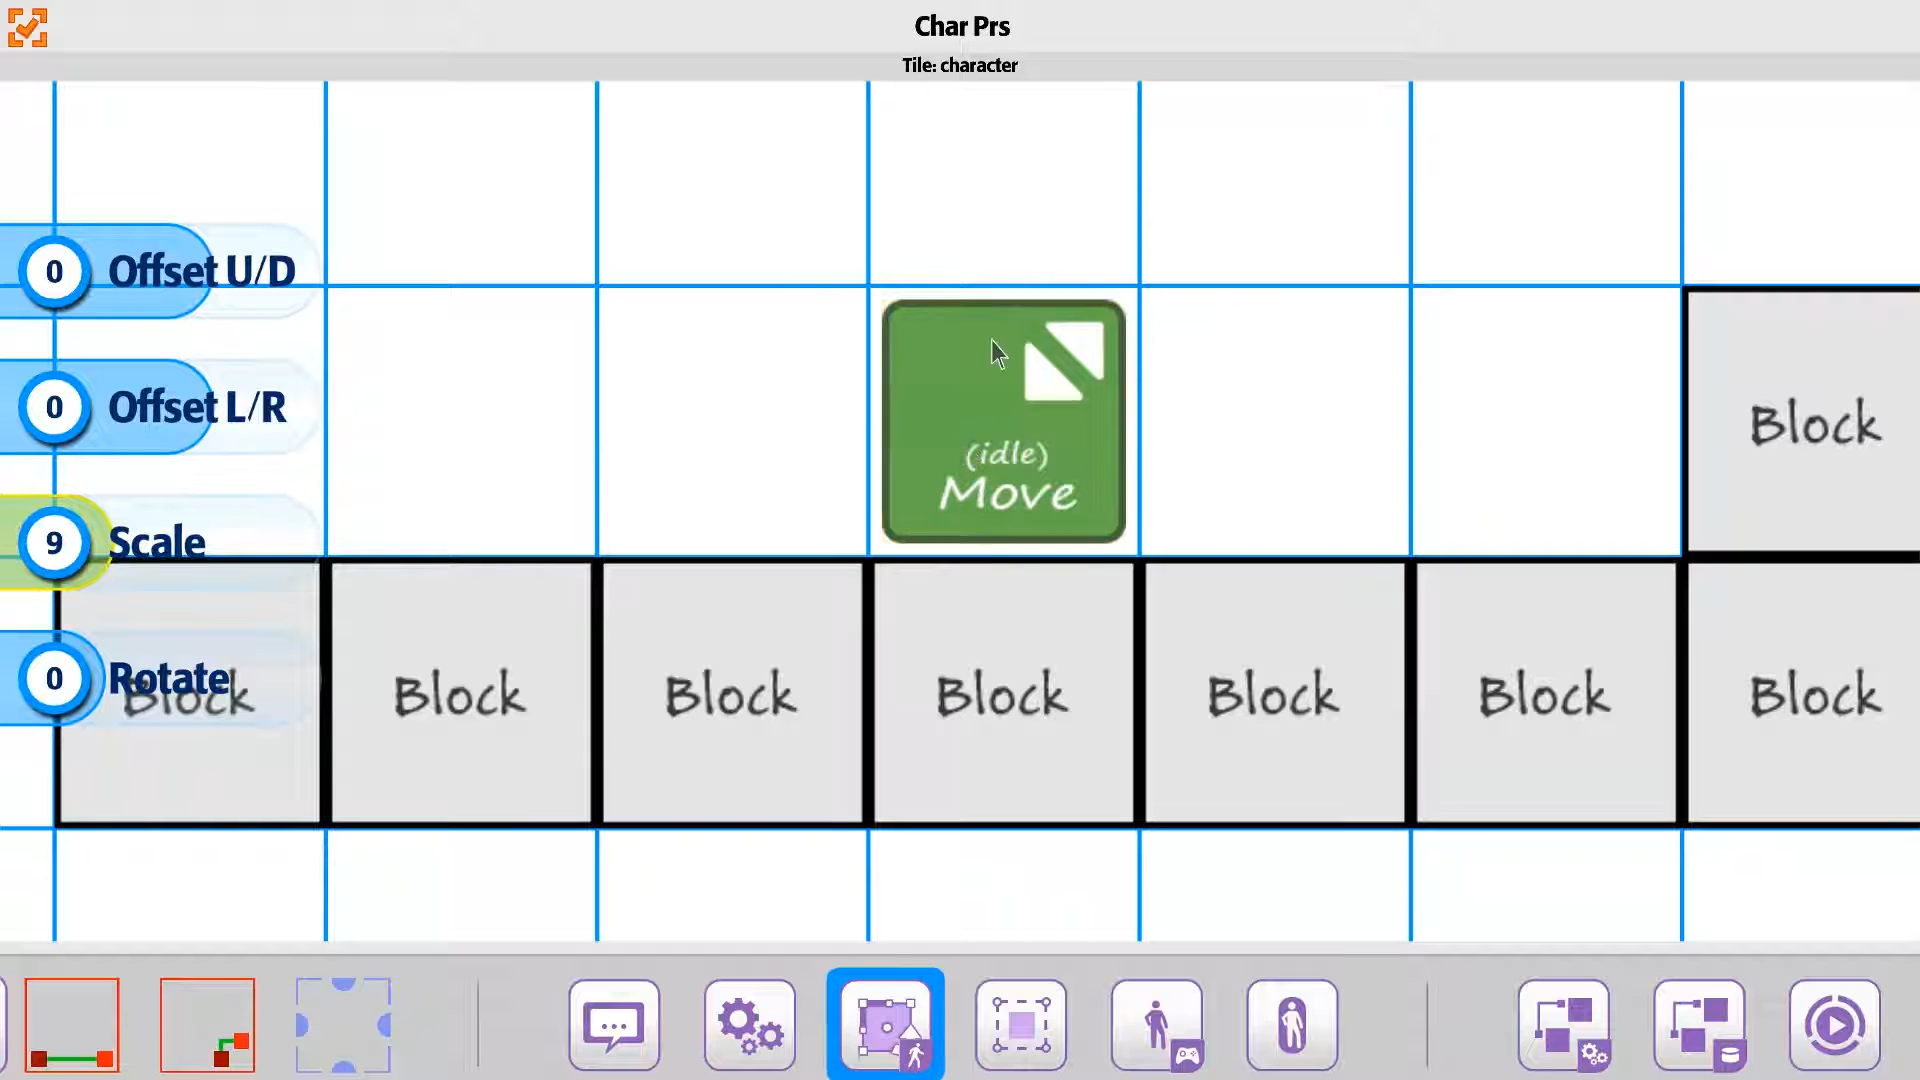 Char Prs
Tile: character
0 Offset U/D
0 Offset L/R
(idle)
Move
Block
9 Scale
0 Rotate
Block Block Block Block Block Block Block